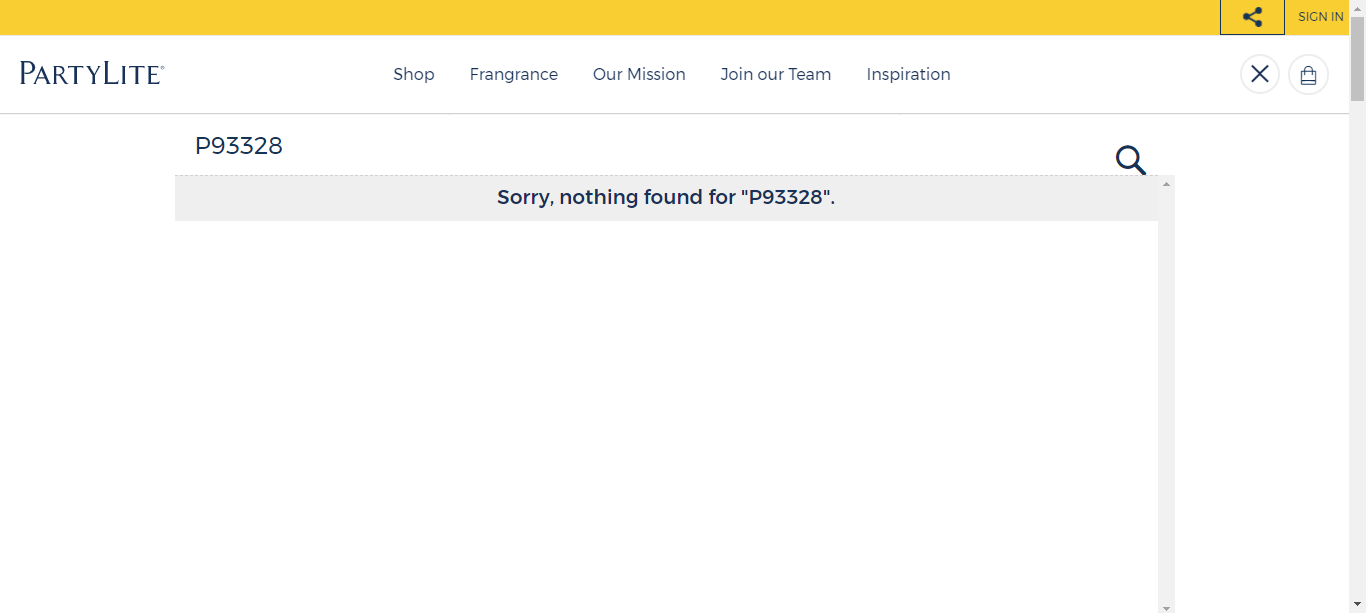 SIGN IN
PARTYLITE®
Shop Frangrance Our Mission Join our Team Inspiration
P93328
Sorry, nothing found for "P93328".